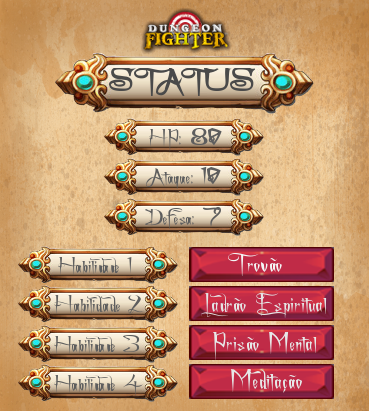 DUNGEON
FIGHTER
STATUS
HP: 80
Ataque: 10
Defesa: 7
Habilidade 1 Trovão
Habilidade 2 Ladrão Espiritual
Habilidade 3 Prisão Mental
Habilidade 4 Meditação